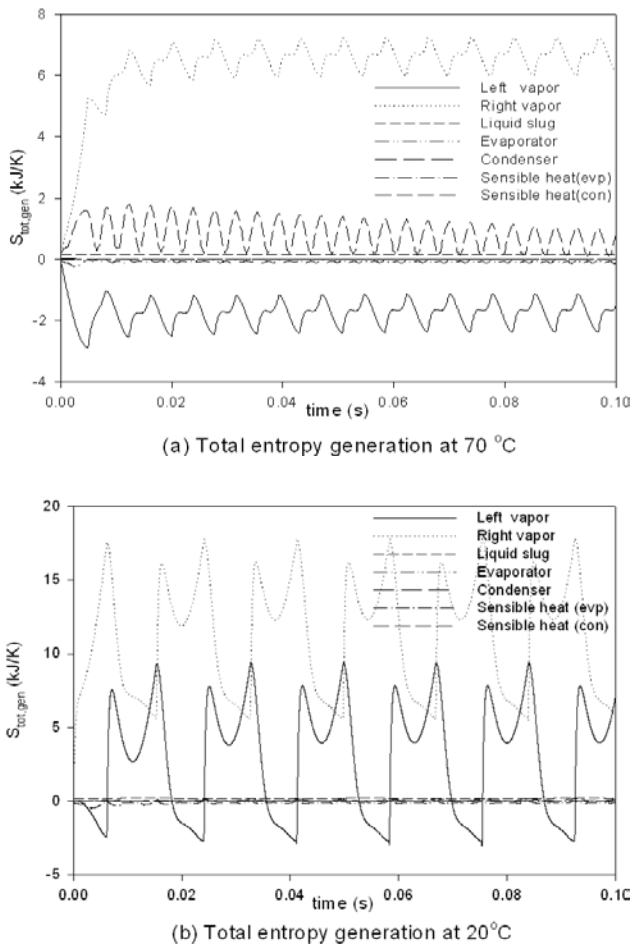 8
Left vapor
Right vapor
Liquid slug
Evaporator
Condenser
Sensible heat(evp)
Sensible heat(con)
6
4
2
0
-2
-4
S tot,gen (kJ/K)
0.00 0.02 0.04 0.06 0.08 0.10
time (s)
(a) Total entropy generation at 70 °C
20
Left vapor
Right vapor
Liquid slug
Evaporator
Condenser
Sensible heat (evp)
Sensible heat (con)
15
10
5
0
-5
S tot,gen (kJ/K)
0.00 0.02 0.04 0.06 0.08 0.10
time (s)
(b) Total entropy generation at 20°C